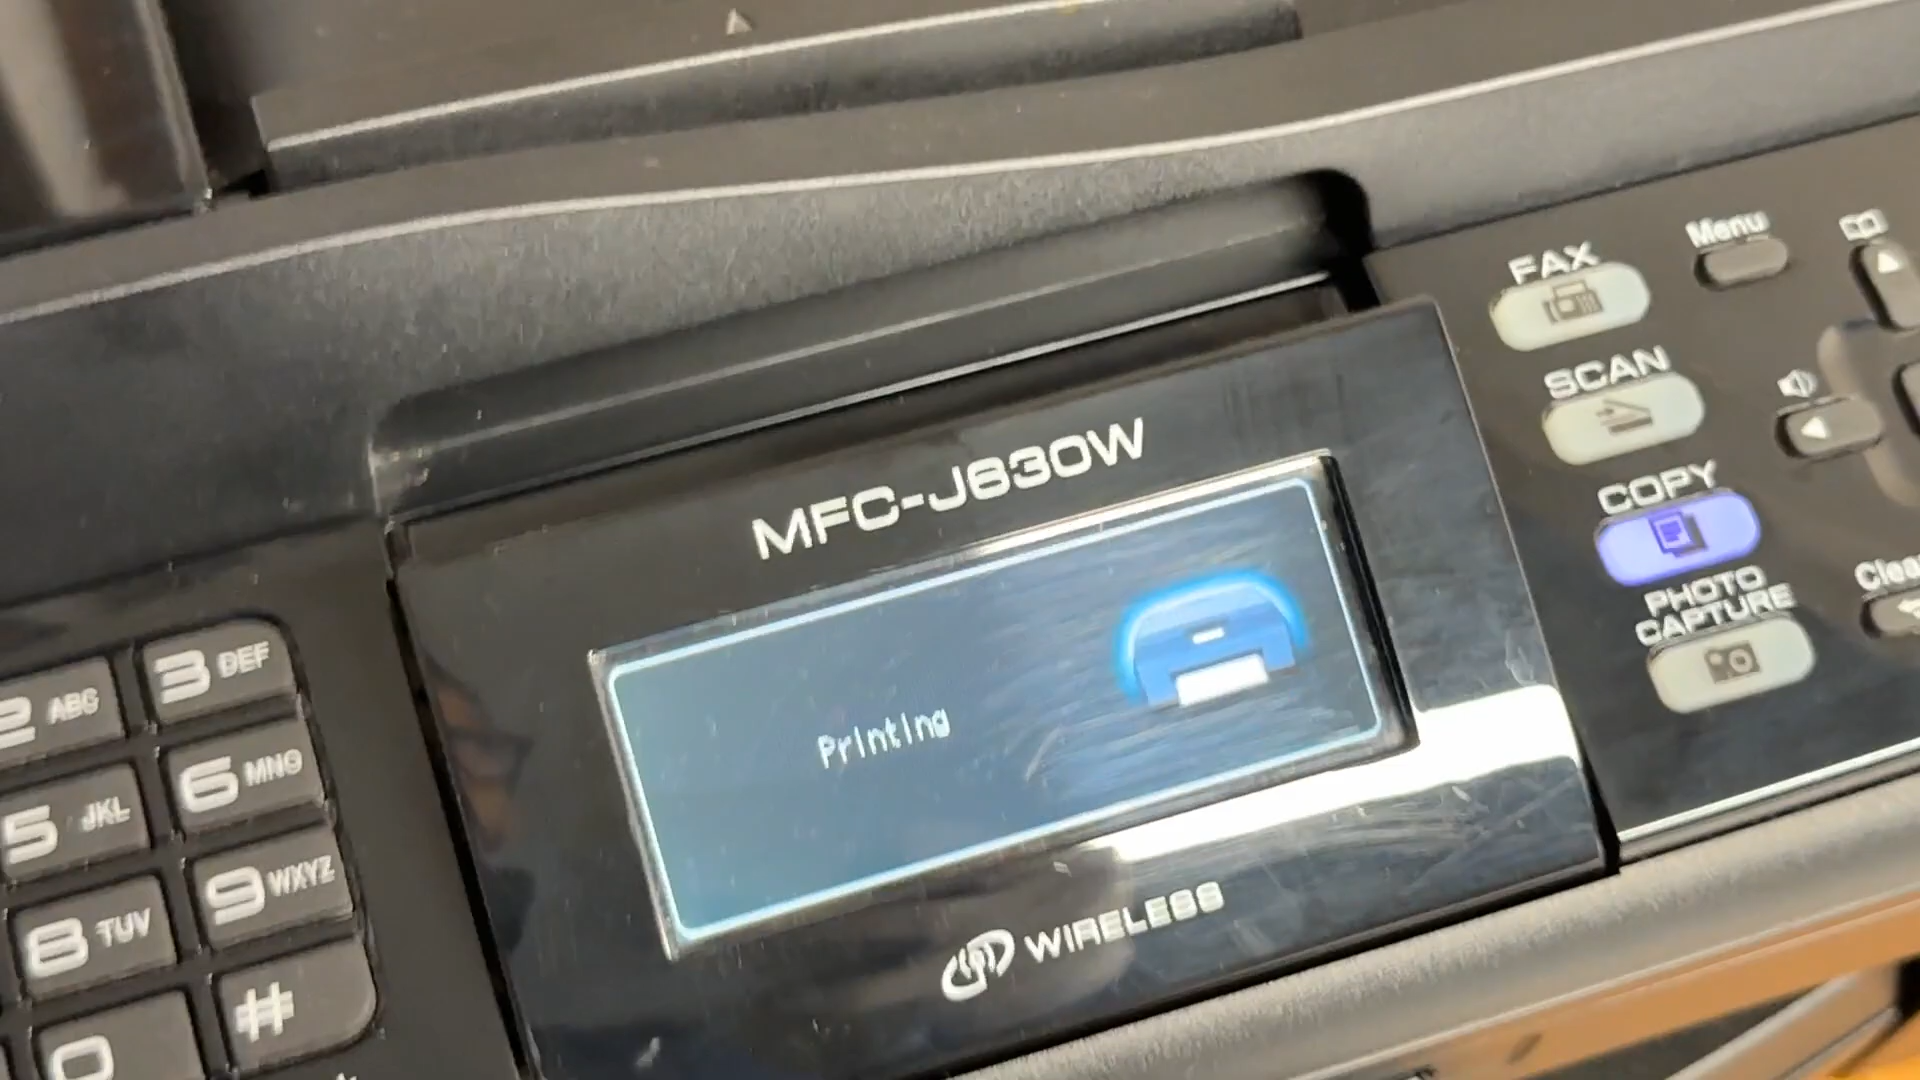 MFC-J630W
Printing
WIRELESS
FAX
SCAN
COPY
PHOTO
CAPTURE
Menu
2 ABC
3 DEF
5 JKL
6 MNO
8 TUV
9 WXYZ
0
#